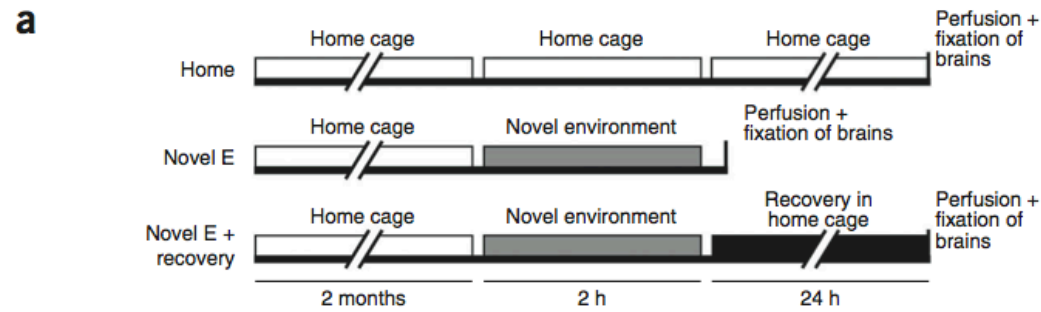 a
Home cage
Home cage
Home cage
Perfusion +
fixation of
brains
Home
Home cage
Novel environment
Perfusion +
fixation of brains
Novel E
Home cage
Novel environment
Recovery in
home cage
Perfusion +
fixation of
brains
Novel E +
recovery
2 months
2 h
24 h